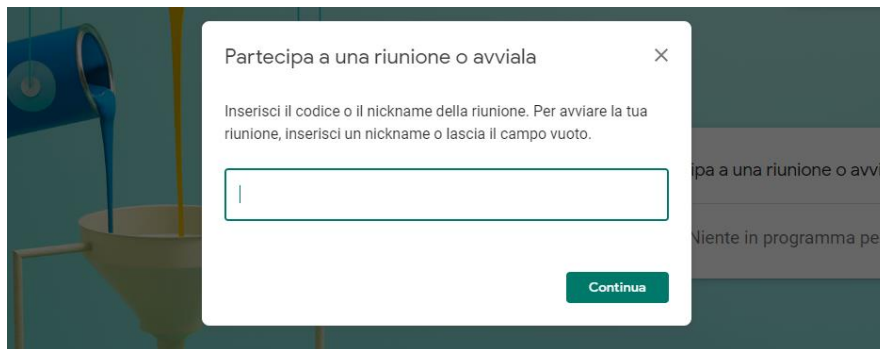 Partecipa a una riunione o avviala
Inserisci il codice o il nickname della riunione. Per avviare la tua
riunione, inserisci un nickname o lascia il campo vuoto.
ipa a una riunione o avvi
Niente in programma pe
Continua